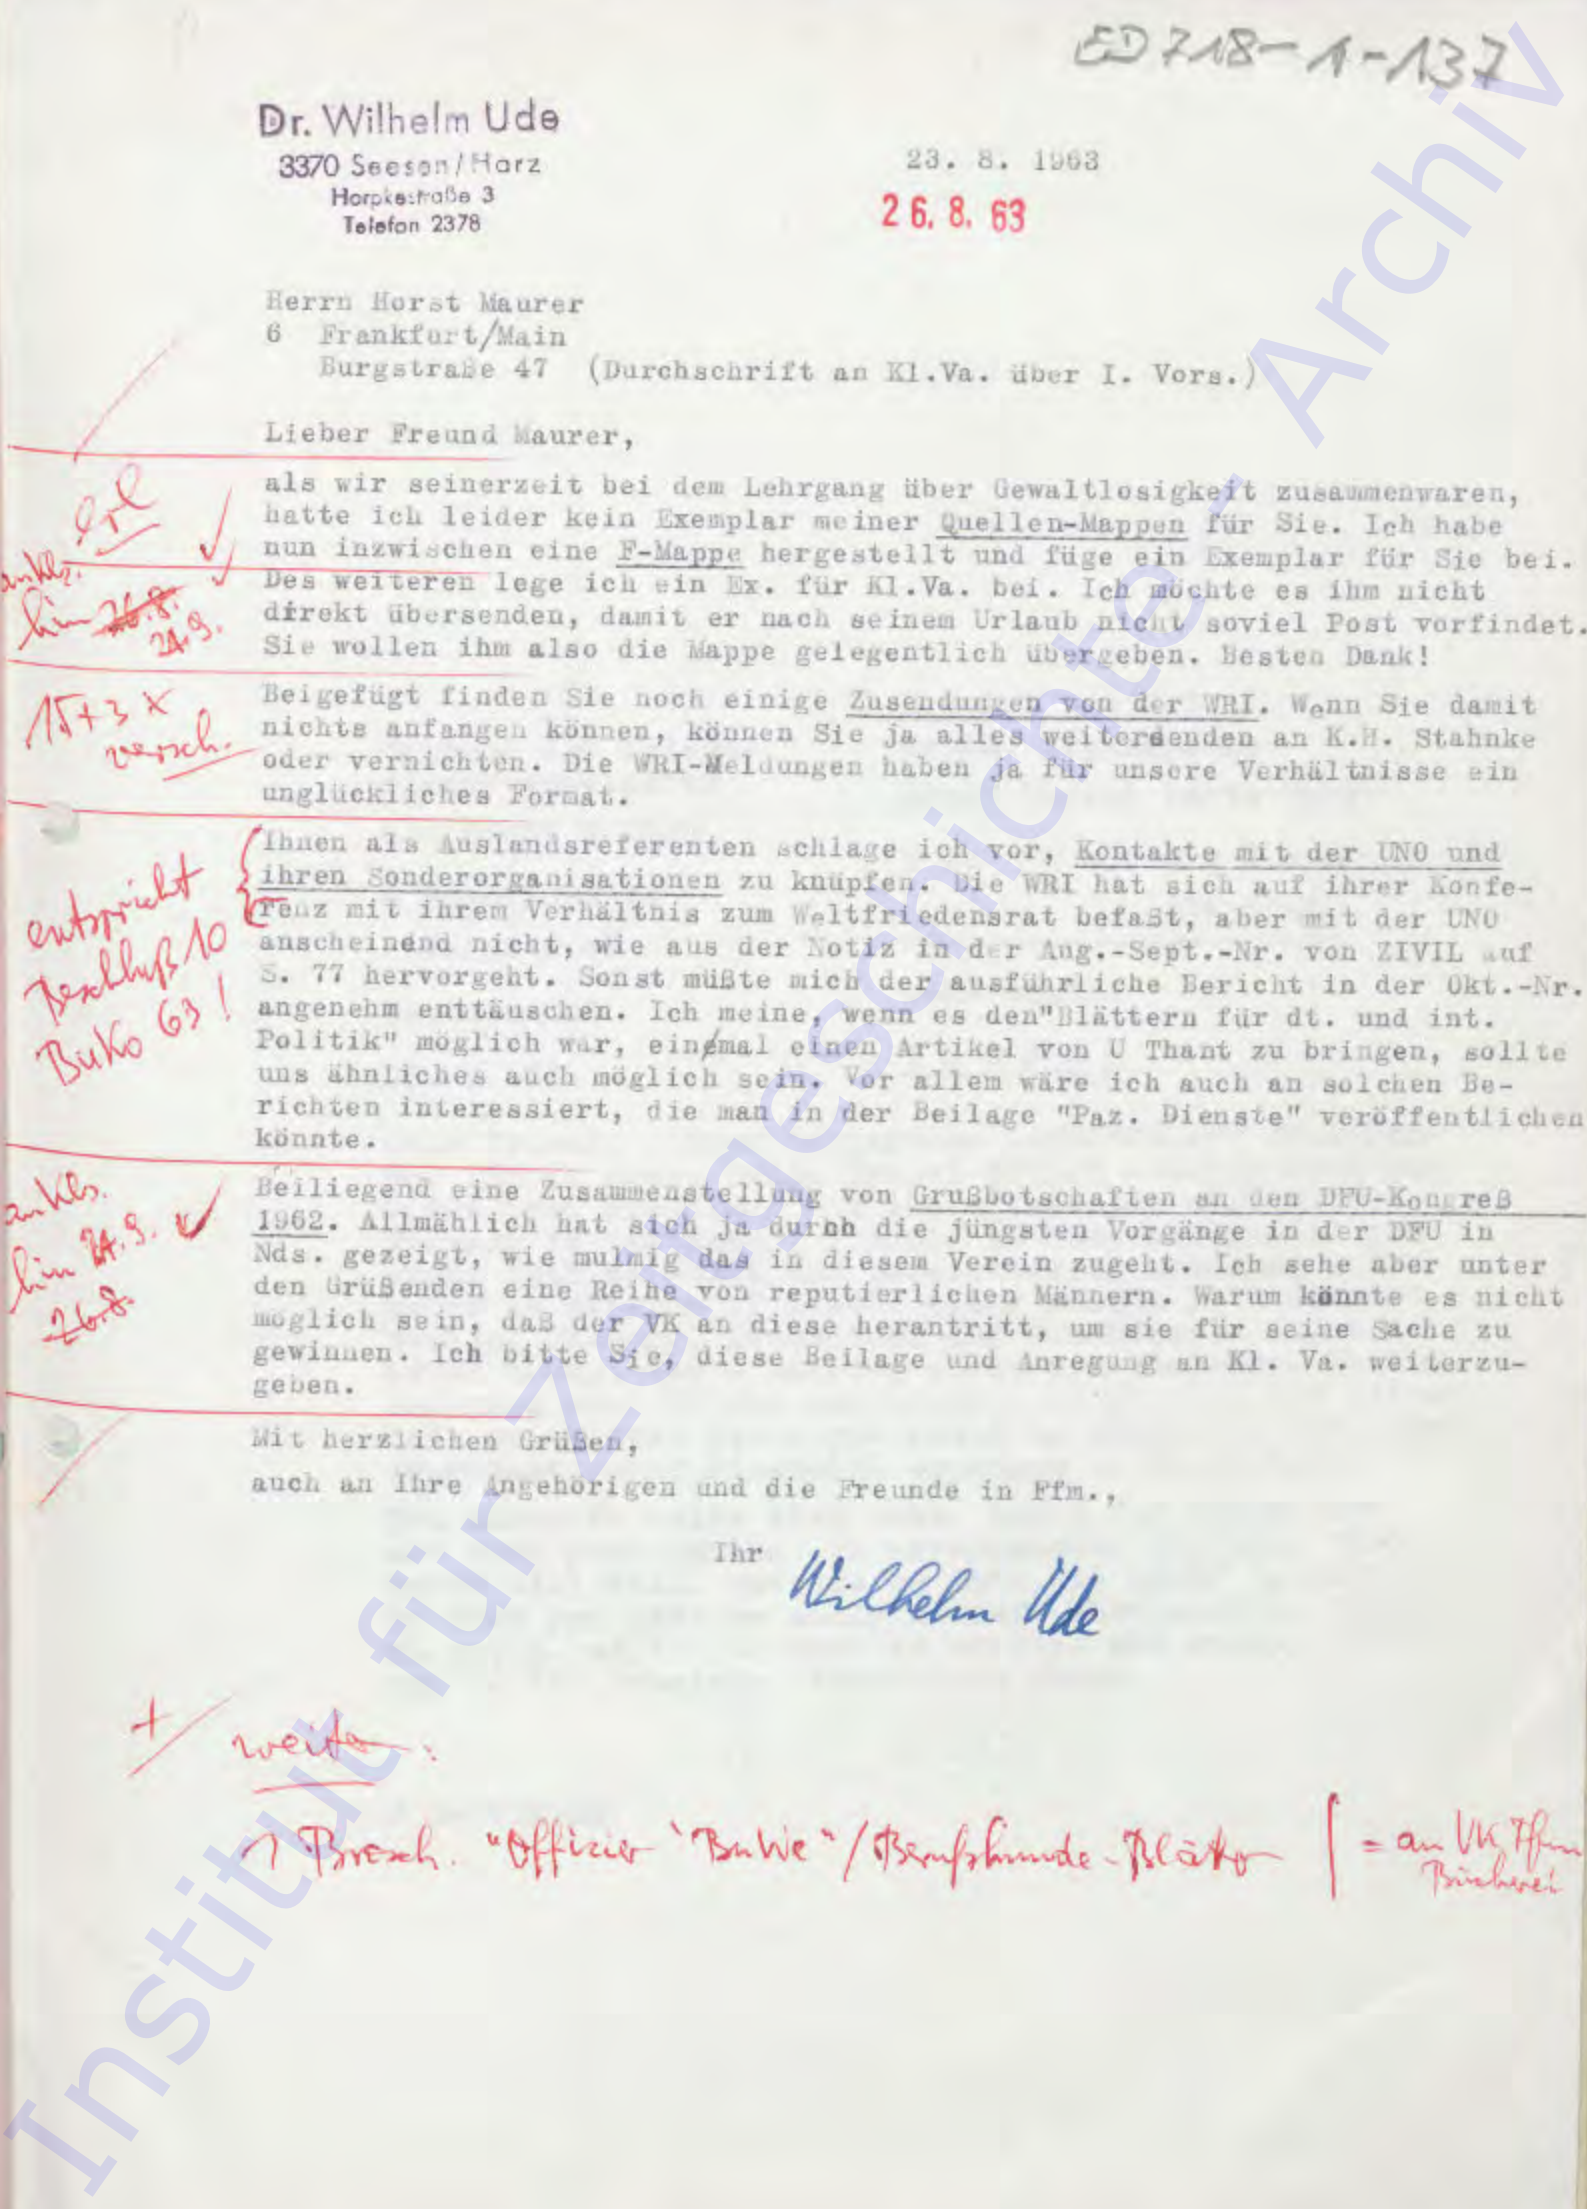 ED 718-1-137
Dr. Wilhelm Ude
3370 Seesen/Harz
Horpkestraße 3
Telefon 2378
23. 8. 1963
26. 8. 63
Herrn Horst Maurer
6 Frankfurt/Main
Burgstraße 47 (Durchschrift an Kl.Va. über I. Vors.)
Lieber Freund Maurer,
erl
als wir seinerzeit bei dem Lehrgang über Gewaltlosigkeit zusammenwaren,
hatte ich leider kein Exemplar meiner Quellen-Mappen für Sie. Ich habe
nun inzwischen eine F-Mappe hergestellt und füge ein Exemplar für Sie bei.
hin 26.8.
24.9.
Des weiteren lege ich ein Ex. für Kl.Va. bei. Ich möchte es ihm nicht
direkt übersenden, damit er nach seinem Urlaub nicht soviel Post vorfindet.
Sie wollen ihm also die Mappe gelegentlich übergeben. Besten Dank!
15+3 x
versch.
Beigefügt finden Sie noch einige Zusendungen von der WRI. Wenn Sie damit
nichts anfangen können, können Sie ja alles weitersenden an K.H. Stahnke
oder vernichten. Die WRI-Meldungen haben ja für unsere Verhältnisse ein
unglückliches Format.
entspricht
Beschluß 10
BuKo 63 !
Ihnen als Auslandsreferenten schlage ich vor, Kontakte mit der UNO und
ihren Sonderorganisationen zu knüpfen. Die WRI hat sich auf ihrer Konfe-
renz mit ihrem Verhältnis zum Weltfriedensrat befaßt, aber mit der UNO
anscheinend nicht, wie aus der Notiz in der Aug.-Sept.-Nr. von ZIVIL auf
S. 77 hervorgeht. Sonst müßte mich der ausführliche Bericht in der Okt.-Nr.
angenehm enttäuschen. Ich meine, wenn es den"Blättern für dt. und int.
Politik" möglich war, einmal einen Artikel von U Thant zu bringen, sollte
uns ähnliches auch möglich sein. Vor allem wäre ich auch an solchen Be-
richten interessiert, die man in der Beilage "Paz. Dienste" veröffentlichen
könnte.
an Kls.
hin 24.9.
26.8.
Beiliegend eine Zusammenstellung von Grußbotschaften an den DFU-Kongreß
1962. Allmählich hat sich ja durch die jüngsten Vorgänge in der DFU in
Nds. gezeigt, wie mulmig das in diesem Verein zugeht. Ich sehe aber unter
den Grüßenden eine Reihe von reputierlichen Männern. Warum könnte es nicht
möglich sein, daß der VK an diese herantritt, um sie für seine Sache zu
gewinnen. Ich bitte Sie, diese Beilage und Anregung an Kl. Va. weiterzu-
geben.
Mit herzlichen Grüßen,
auch an Ihre Angehörigen und die Freunde in Ffm.,
Ihr
Wilhelm Ude
+/ weiter:
1 Brosch. "Offizier BuWe"/Berufskunde-Blätter = an VK Ffm
Bücherei
Institut für Zeitgeschichte - Archiv